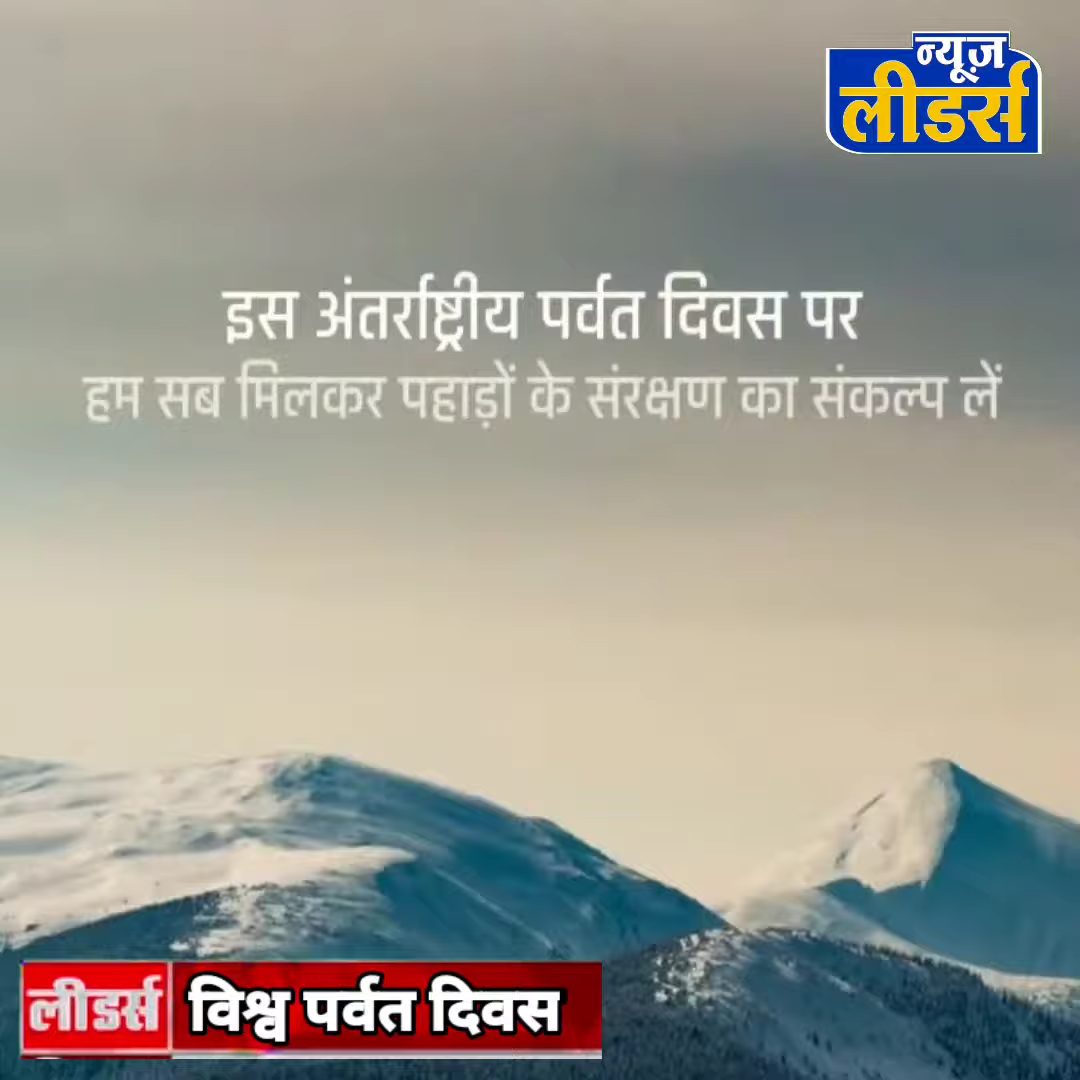 न्यूज़
लीडर्स
इस अंतर्राष्ट्रीय पर्वत दिवस पर
हम सब मिलकर पहाड़ों के संरक्षण का संकल्प लें
लीडर्स विश्व पर्वत दिवस